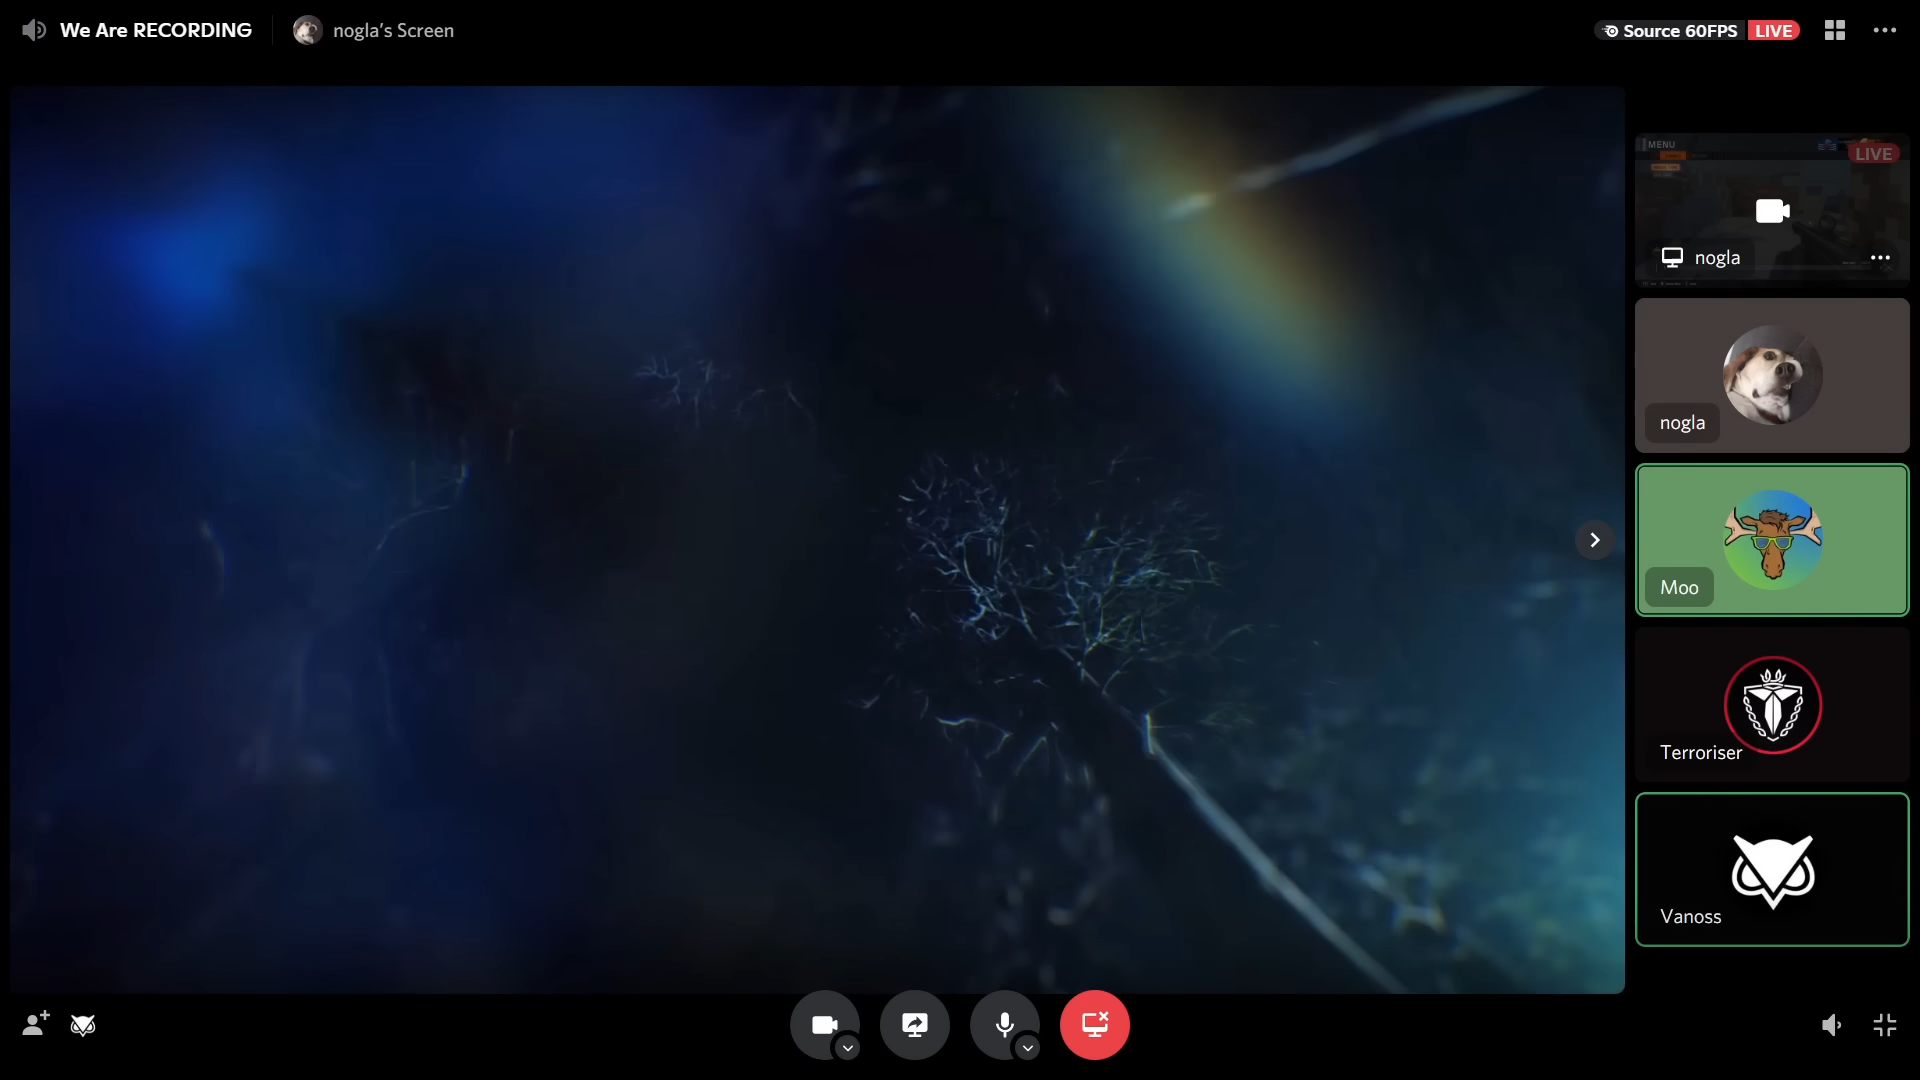 We Are RECORDING
nogla's Screen
Source 60FPS
LIVE
MENU
LIVE
nogla
nogla
Moo
Terroriser
Vanoss